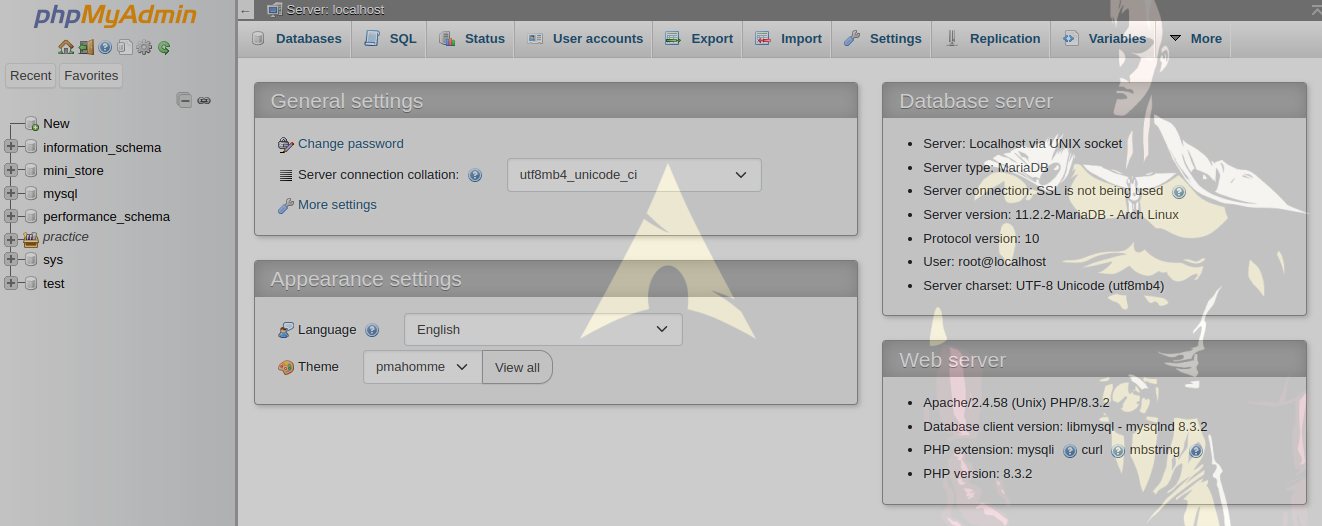 phpMyAdmin
Recent Favorites
New
information_schema
mini_store
mysql
performance_schema
practice
sys
test
Server: localhost
Databases SQL Status User accounts Export Import Settings Replication Variables More
General settings
Change password
Server connection collation: utf8mb4_unicode_ci
More settings
Appearance settings
Language English
Theme pmahomme View all
Database server
Server: Localhost via UNIX socket
Server type: MariaDB
Server connection: SSL is not being used
Server version: 11.2.2-MariaDB - Arch Linux
Protocol version: 10
User: root@localhost
Server charset: UTF-8 Unicode (utf8mb4)
Web server
Apache/2.4.58 (Unix) PHP/8.3.2
Database client version: libmysql - mysqlnd 8.3.2
PHP extension: mysqli curl mbstring
PHP version: 8.3.2